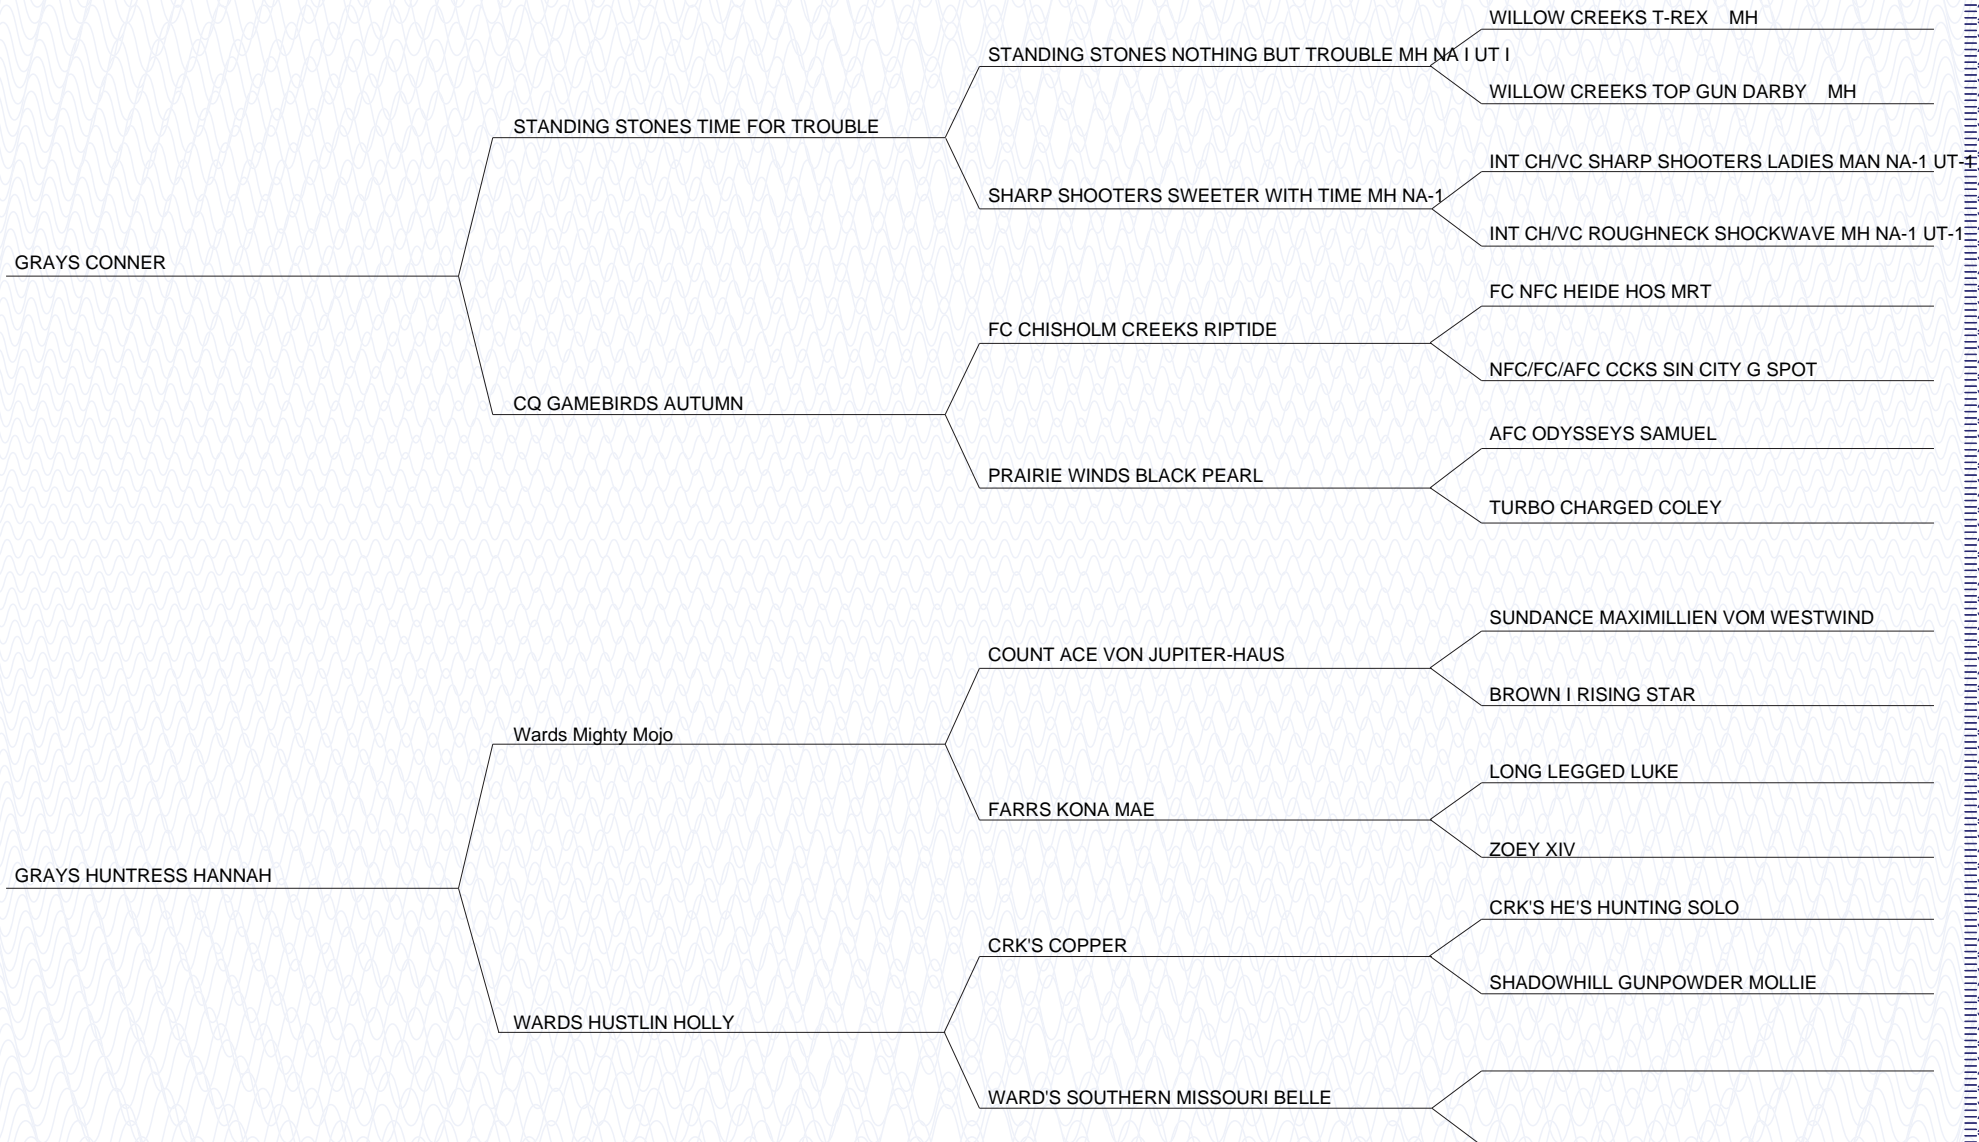 WILLOW CREEKS T-REX MH
STANDING STONES NOTHING BUT TROUBLE MH NA I UT I
WILLOW CREEKS TOP GUN DARBY MH
STANDING STONES TIME FOR TROUBLE
INT CH/VC SHARP SHOOTERS LADIES MAN NA-1 UT-1
SHARP SHOOTERS SWEETER WITH TIME MH NA-1
INT CH/VC ROUGHNECK SHOCKWAVE MH NA-1 UT-1
GRAYS CONNER
FC NFC HEIDE HOS MRT
FC CHISHOLM CREEKS RIPTIDE
NFC/FC/AFC CCKS SIN CITY G SPOT
CQ GAMEBIRDS AUTUMN
AFC ODYSSEYS SAMUEL
PRAIRIE WINDS BLACK PEARL
TURBO CHARGED COLEY
SUNDANCE MAXIMILLIEN VOM WESTWIND
COUNT ACE VON JUPITER-HAUS
BROWN I RISING STAR
Wards Mighty Mojo
LONG LEGGED LUKE
FARRS KONA MAE
ZOEY XIV
GRAYS HUNTRESS HANNAH
CRK'S HE'S HUNTING SOLO
CRK'S COPPER
SHADOWHILL GUNPOWDER MOLLIE
WARDS HUSTLIN HOLLY
WARD'S SOUTHERN MISSOURI BELLE